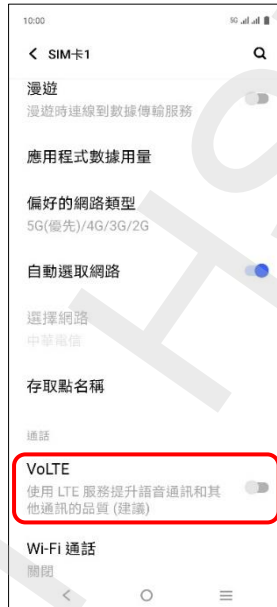 10:00
5G
SIM卡1
漫遊
漫遊時連線到數據傳輸服務
應用程式數據用量
偏好的網路類型
5G(優先)/4G/3G/2G
自動選取網路
選擇網路
中華電信
存取點名稱
通話
VoLTE
使用 LTE 服務提升語音通訊和其
他通訊的品質 (建議)
Wi-Fi 通話
關閉